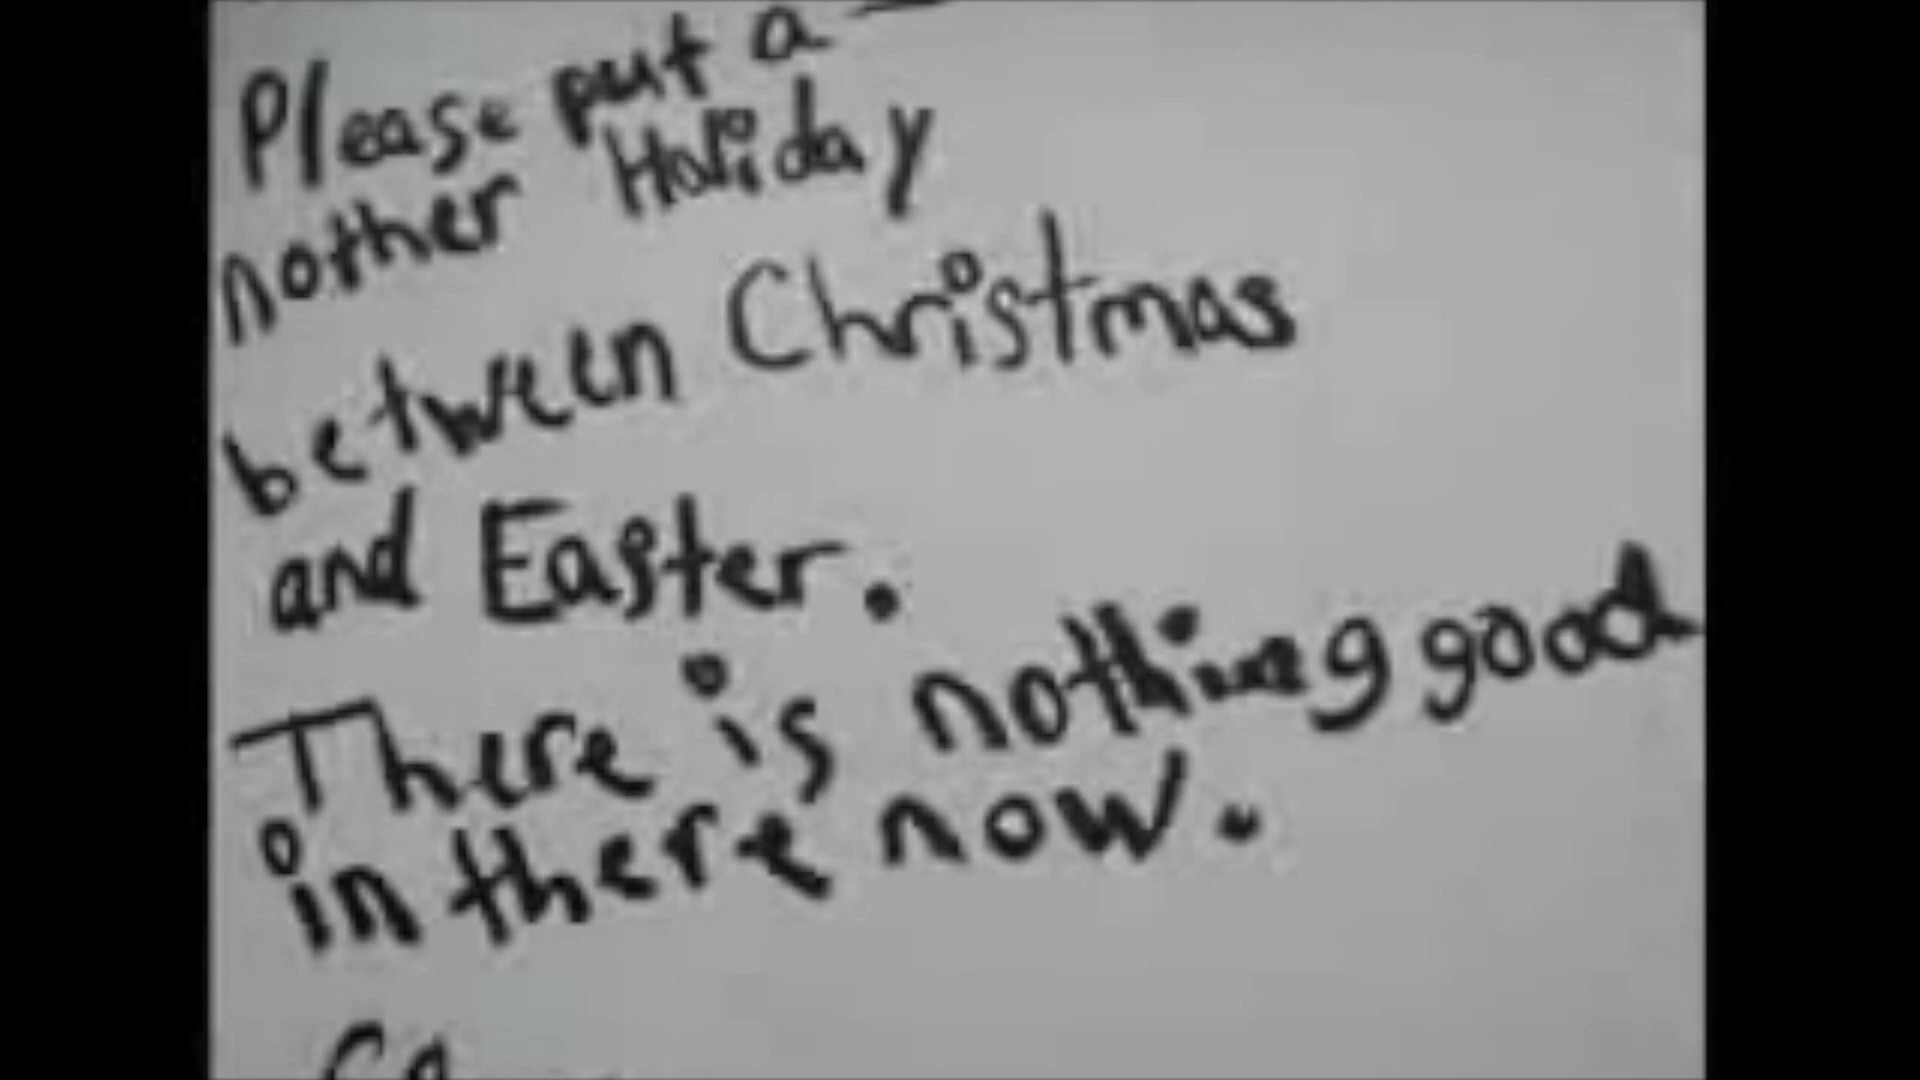 Please put a-
nother Holiday
between Christmas
and Easter.
There is nothing good
in there now.